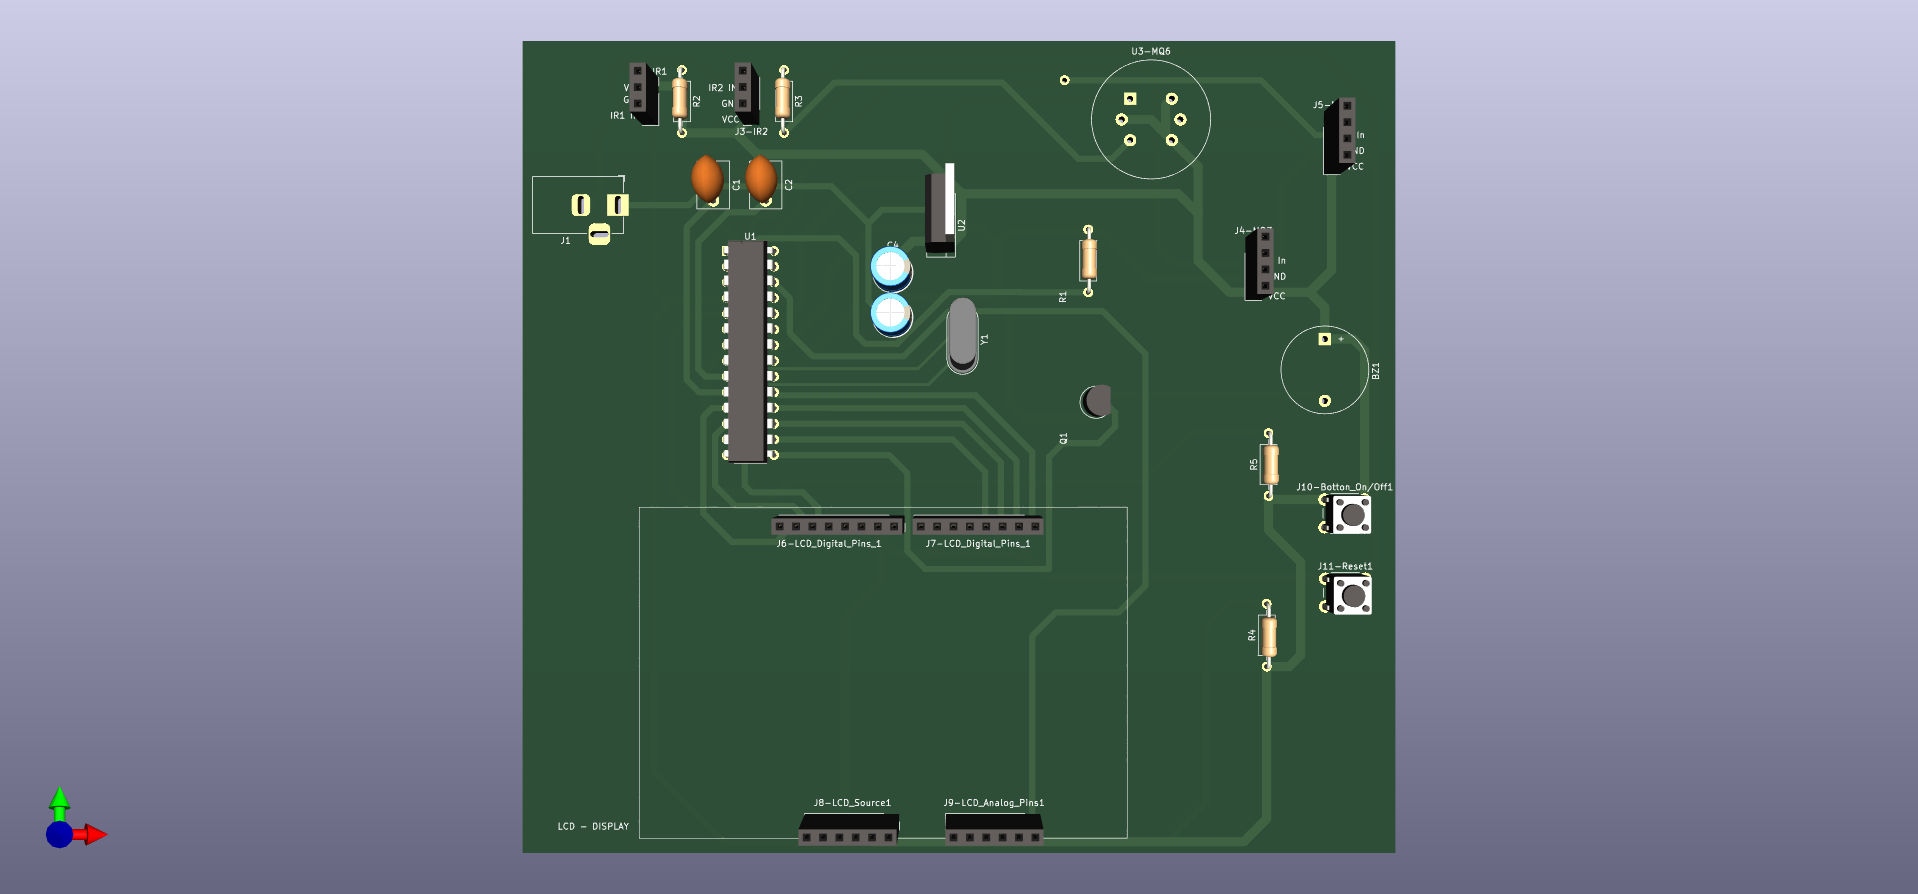 U3-MQ6
IR1
V
G
IR1 I
R2
IR2 IN
GN
VCC
J3-IR2
R3
J5-
In
ND
VCC
C1
C2
J1
U1
U2
C4
J4-MQ7
In
ND
VCC
R1
Y1
+
BZ1
Q1
R5
J10-Botton_On/Off1
J6-LCD_Digital_Pins_1
J7-LCD_Digital_Pins_1
J11-Reset1
R4
J8-LCD_Source1
J9-LCD_Analog_Pins1
LCD - DISPLAY